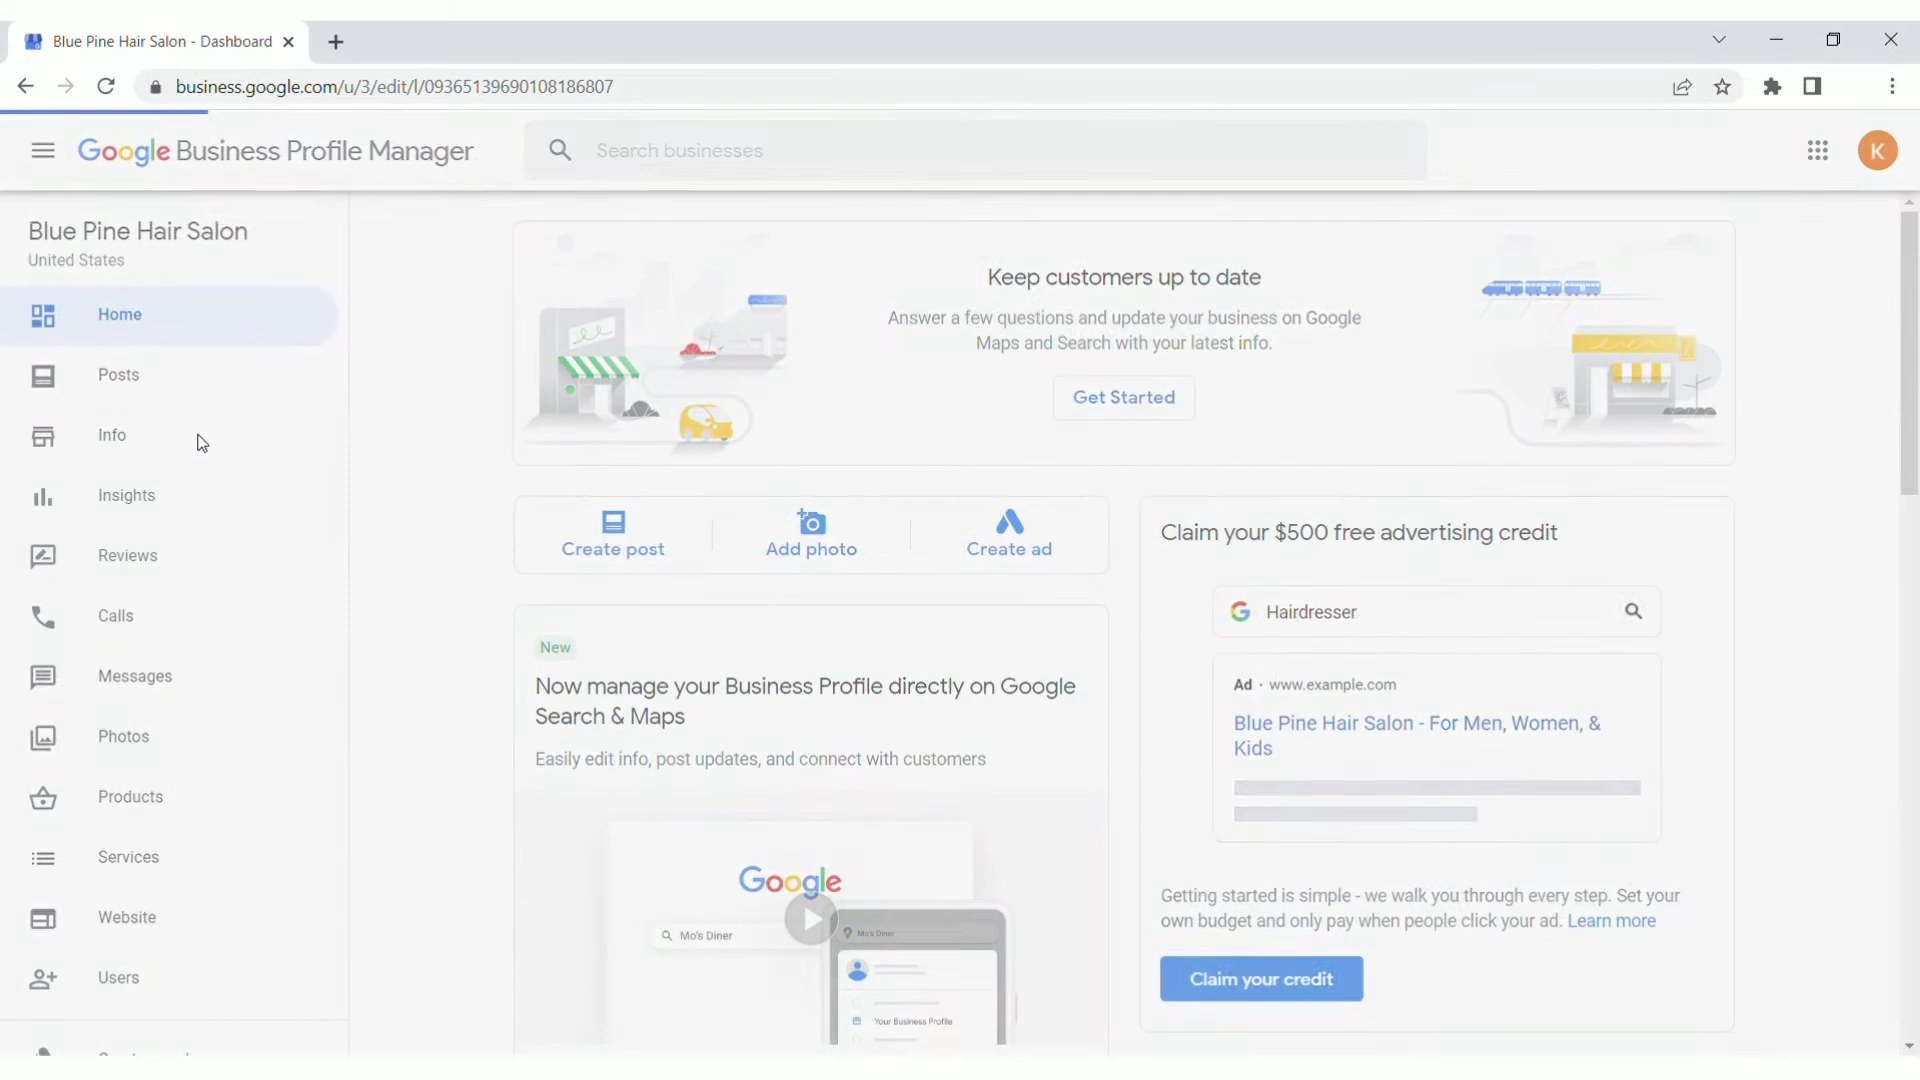 Blue Pine Hair Salon - Dashboard
business.google.com/u/3/edit/l/09365139690108186807
Google Business Profile Manager
Search businesses
K
Blue Pine Hair Salon
United States
Home
Posts
Info
Insights
Reviews
Calls
Messages
Photos
Products
Services
Website
Users
Keep customers up to date
Answer a few questions and update your business on Google
Maps and Search with your latest info.
Get Started
Create post
Add photo
Create ad
New
Now manage your Business Profile directly on Google
Search & Maps
Easily edit info, post updates, and connect with customers
Google
Mo's Diner
Mo's Diner
Your Business Profile
Claim your $500 free advertising credit
G Hairdresser
Ad · www.example.com
Blue Pine Hair Salon - For Men, Women, &
Kids
Getting started is simple - we walk you through every step. Set your
own budget and only pay when people click your ad. Learn more
Claim your credit